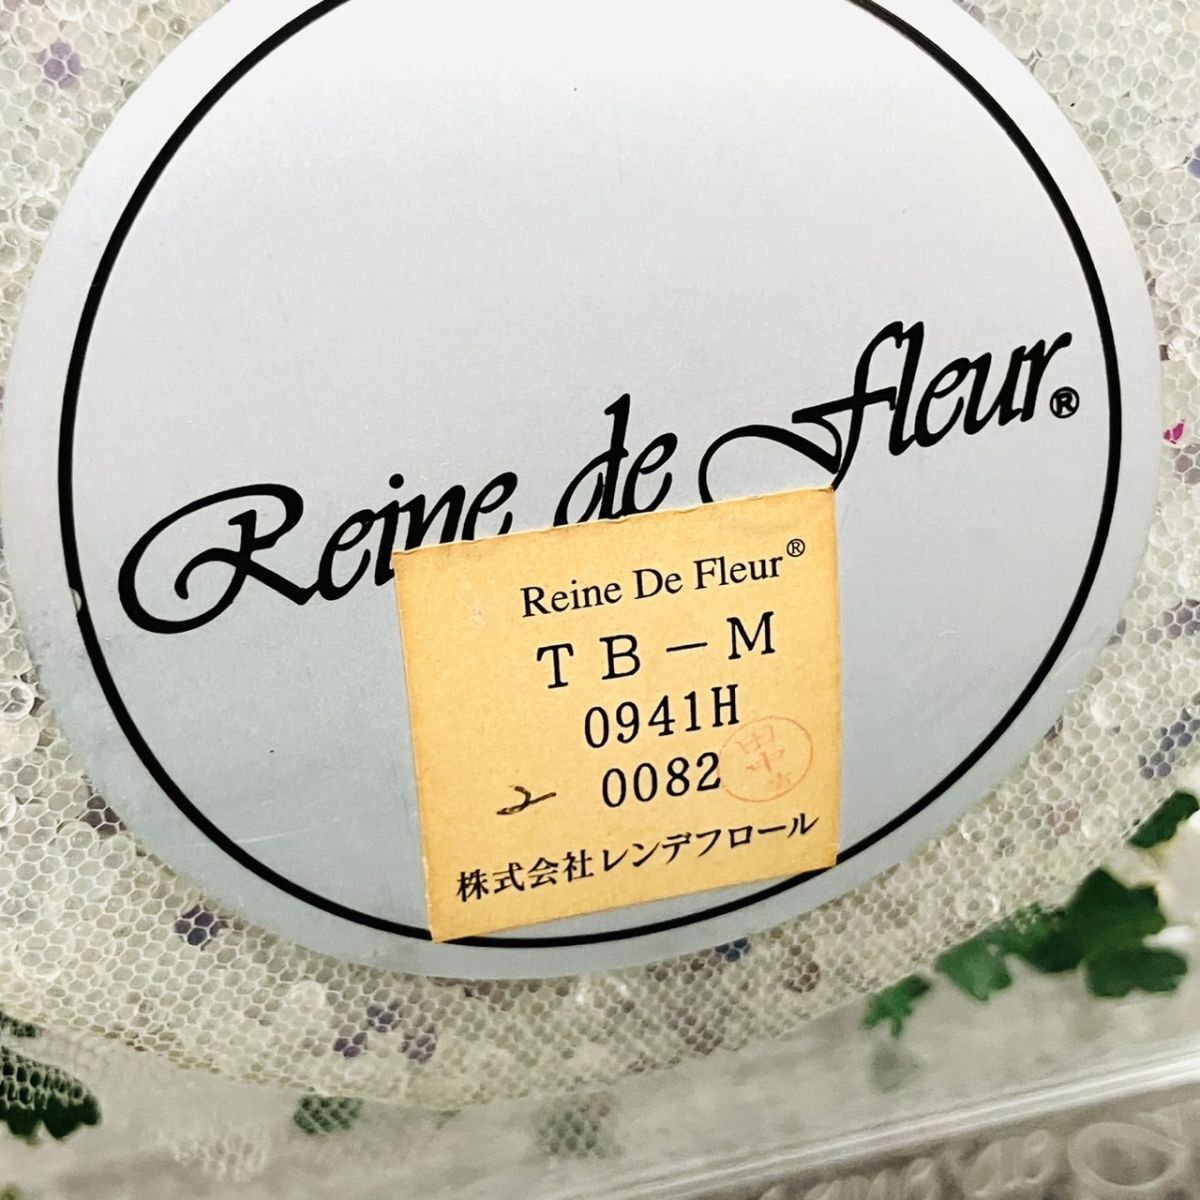 Reine de fleur®
Reine De Fleur®
TB-M
0941H
2 0082
株式会社レンデフロール